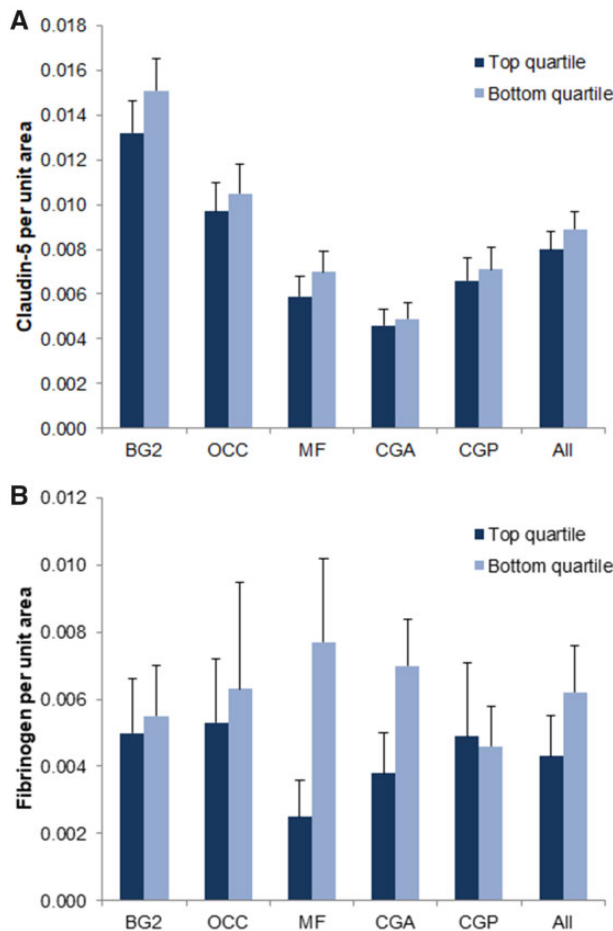 A
0.018
0.016
0.014
0.012
0.010
0.008
0.006
0.004
0.002
0.000
Claudin-5 per unit area
Top quartile
Bottom quartile
BG2 OCC MF CGA CGP All
B
0.012
0.010
0.008
0.006
0.004
0.002
0.000
Fibrinogen per unit area
Top quartile
Bottom quartile
BG2 OCC MF CGA CGP All